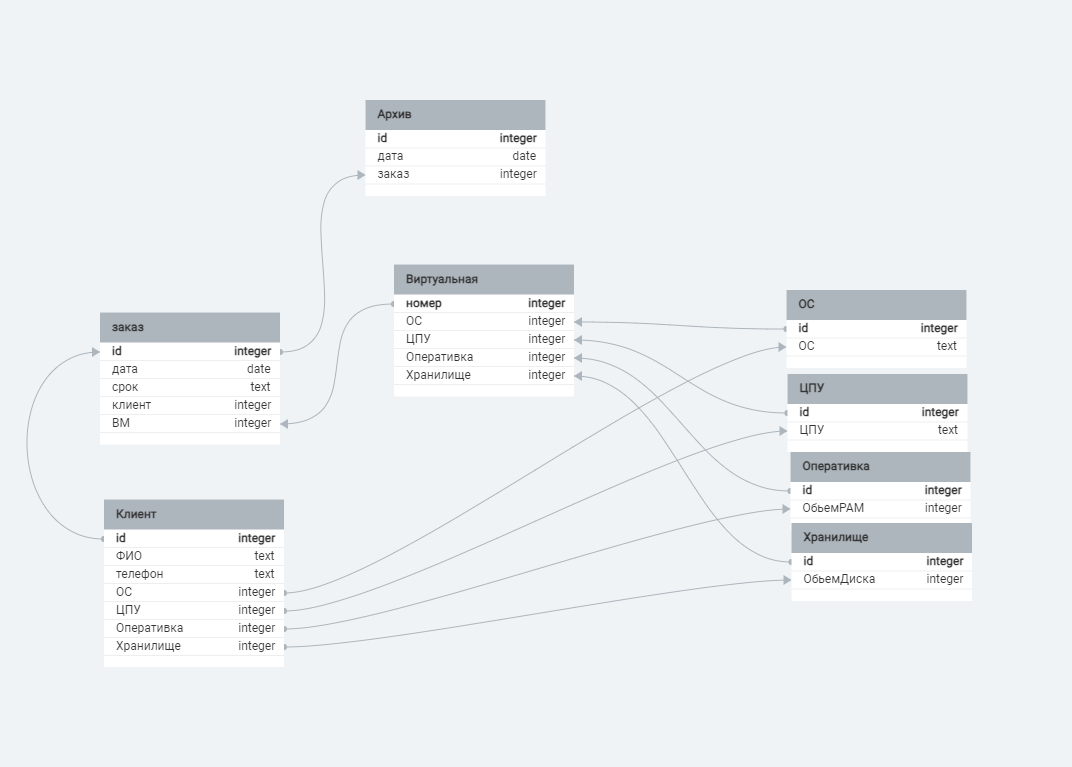 Архив
id integer
дата date
заказ integer
Виртуальная
номер integer
ОС integer
ЦПУ integer
Оперативка integer
Хранилище integer
заказ
id integer
дата date
срок text
клиент integer
ВМ integer
Клиент
id integer
ФИО text
телефон text
ОС integer
ЦПУ integer
Оперативка integer
Хранилище integer
ОС
id integer
ОС text
ЦПУ
id integer
ЦПУ text
Оперативка
id integer
ОбьемРАМ integer
Хранилище
id integer
ОбьемДиска integer